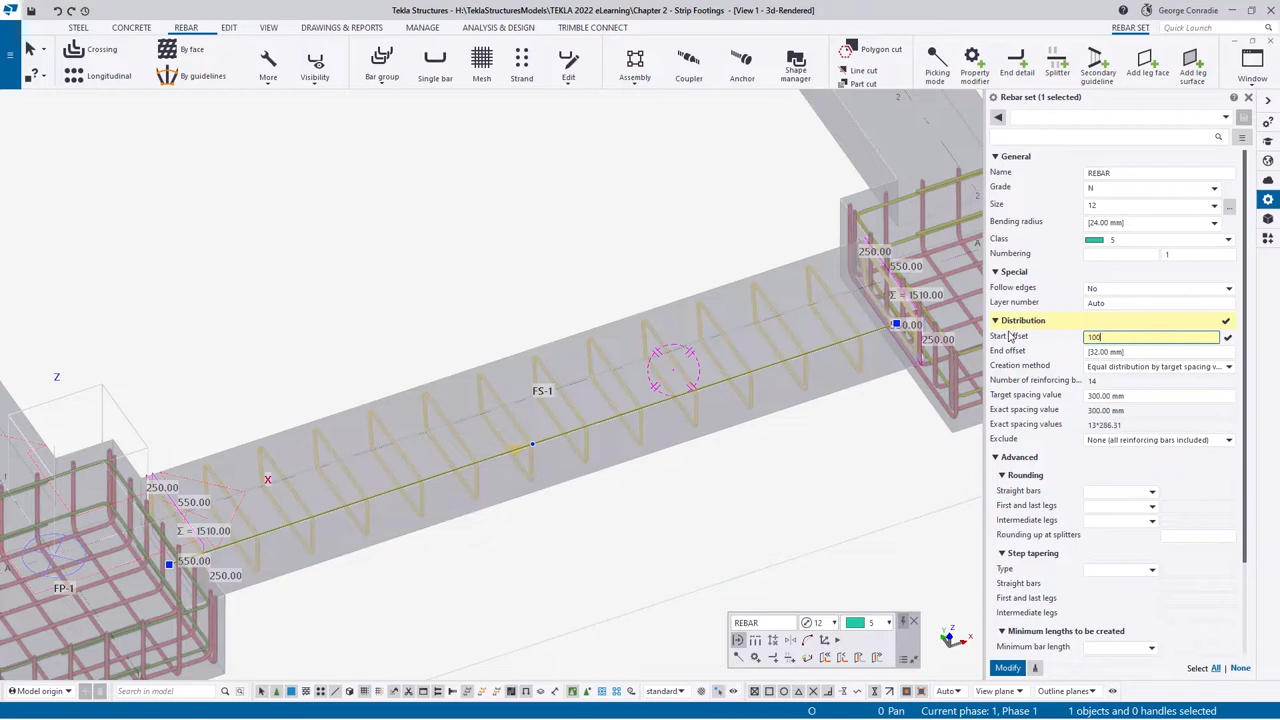 Tekla Structures - H:\TeklaStructuresModels\TEKLA 2022 eLearning\Chapter 2 - Strip Footings - [View 1 - 3d-Rendered]
George Conradie
STEEL CONCRETE REBAR EDIT VIEW DRAWINGS & REPORTS MANAGE ANALYSIS & DESIGN TRIMBLE CONNECT REBAR SET Quick Launch
Crossing
Longitudinal
By face
By guidelines
More
Visibility
Bar group
Single bar
Mesh
Strand
Edit
Assembly
Coupler
Anchor
Shape manager
Polygon cut
Line cut
Part cut
Picking mode
Property modifier
End detail
Splitter
Secondary guideline
Add leg face
Add leg surface
Window
Rebar set (1 selected)
General
Name REBAR
Grade N
Size 12
Bending radius [24.00 mm]
Class 5
Numbering 1
Special
Follow edges No
Layer number Auto
Distribution
Start offset 100
End offset [32.00 mm]
Creation method Equal distribution by target spacing v...
Number of reinforcing b... 14
Target spacing value 300.00 mm
Exact spacing value 300.00 mm
Exact spacing values 13*286.31
Exclude None (all reinforcing bars included)
Advanced
Rounding
Straight bars
First and last legs
Intermediate legs
Rounding up at splitters
Step tapering
Type
Straight bars
First and last legs
Intermediate legs
Minimum lengths to be created
Minimum bar length
Modify Select All None
2
2
A
250.00
550.00
Σ = 1510.00
250.00
FS-1
Z
X
250.00
550.00
Σ = 1510.00
550.00
250.00
A
FP-1
REBAR 12 5
Z
X
Model origin Search in model standard Auto View plane Outline planes
O 0 Pan Current phase: 1, Phase 1 1 objects and 0 handles selected